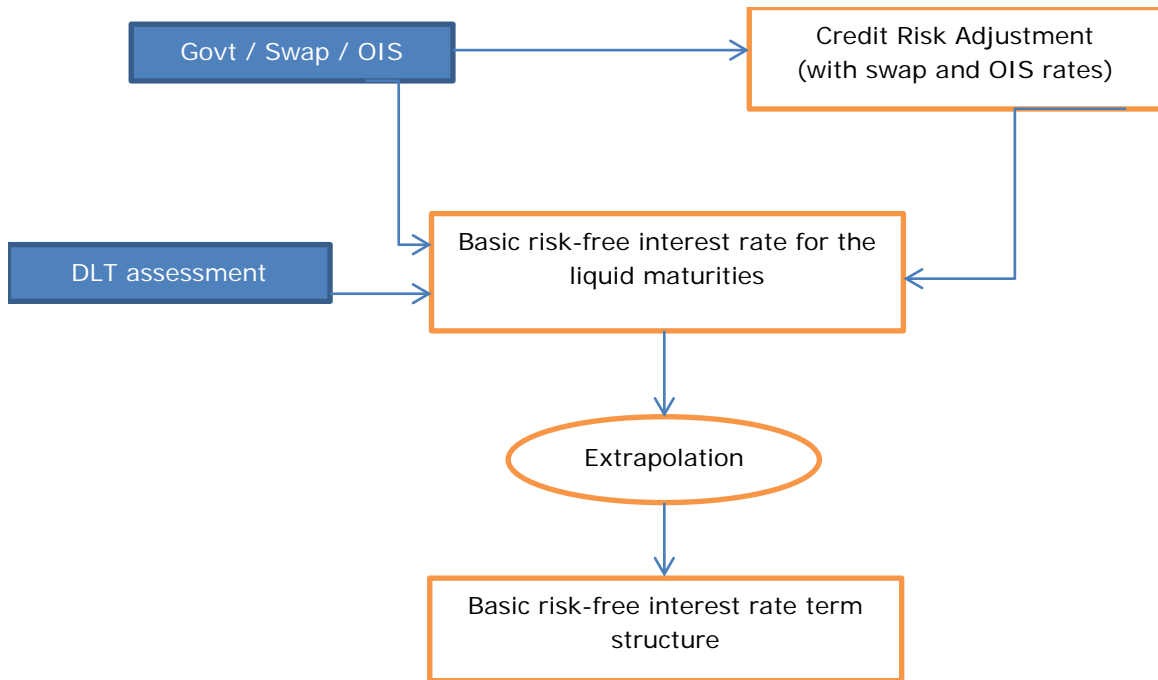 Govt / Swap / OIS
Credit Risk Adjustment
(with swap and OIS rates)
Basic risk-free interest rate for the
liquid maturities
DLT assessment
Extrapolation
Basic risk-free interest rate term
structure